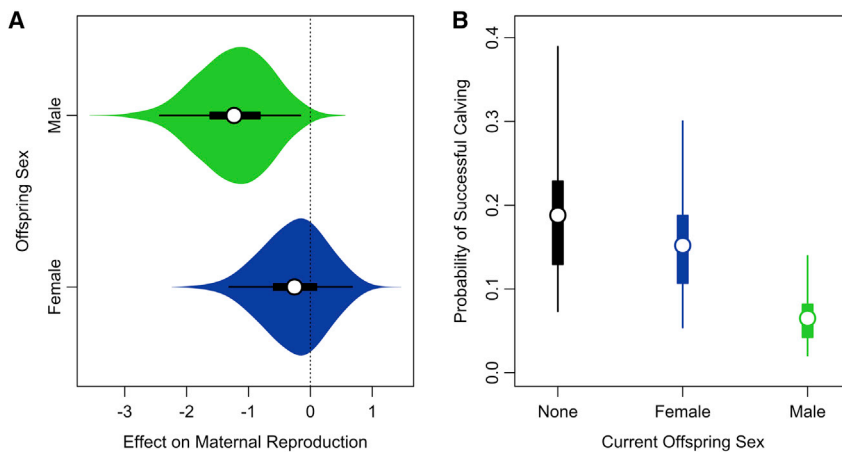 A
Offspring Sex
Male
Female
-3 -2 -1 0 1
Effect on Maternal Reproduction
B
Probability of Successful Calving
0.4
0.3
0.2
0.1
0.0
None Female Male
Current Offspring Sex